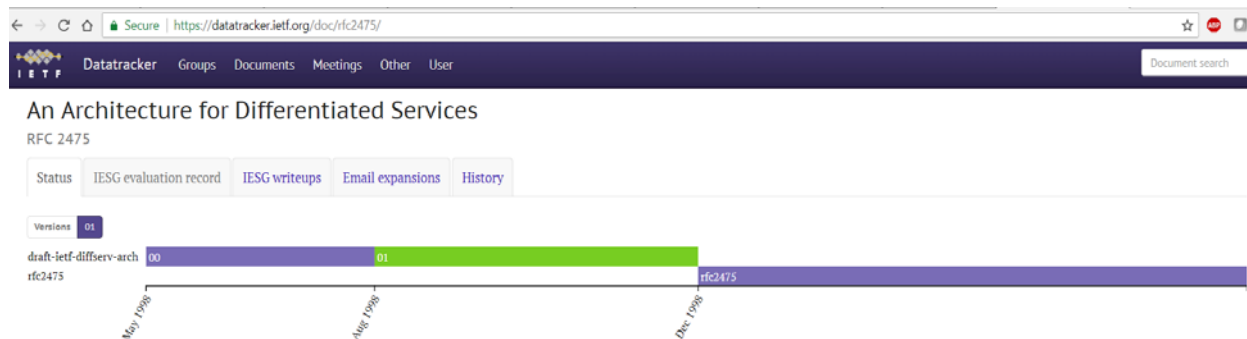 Secure | https://datatracker.ietf.org/doc/rfc2475/
ABP
IETF Datatracker Groups Documents Meetings Other User Document search
An Architecture for Differentiated Services
RFC 2475
Status IESG evaluation record IESG writeups Email expansions History
Versions 01
draft-ietf-diffserv-arch 00 01
rfc2475 rfc2475
May 1998 Aug 1998 Dec 1998